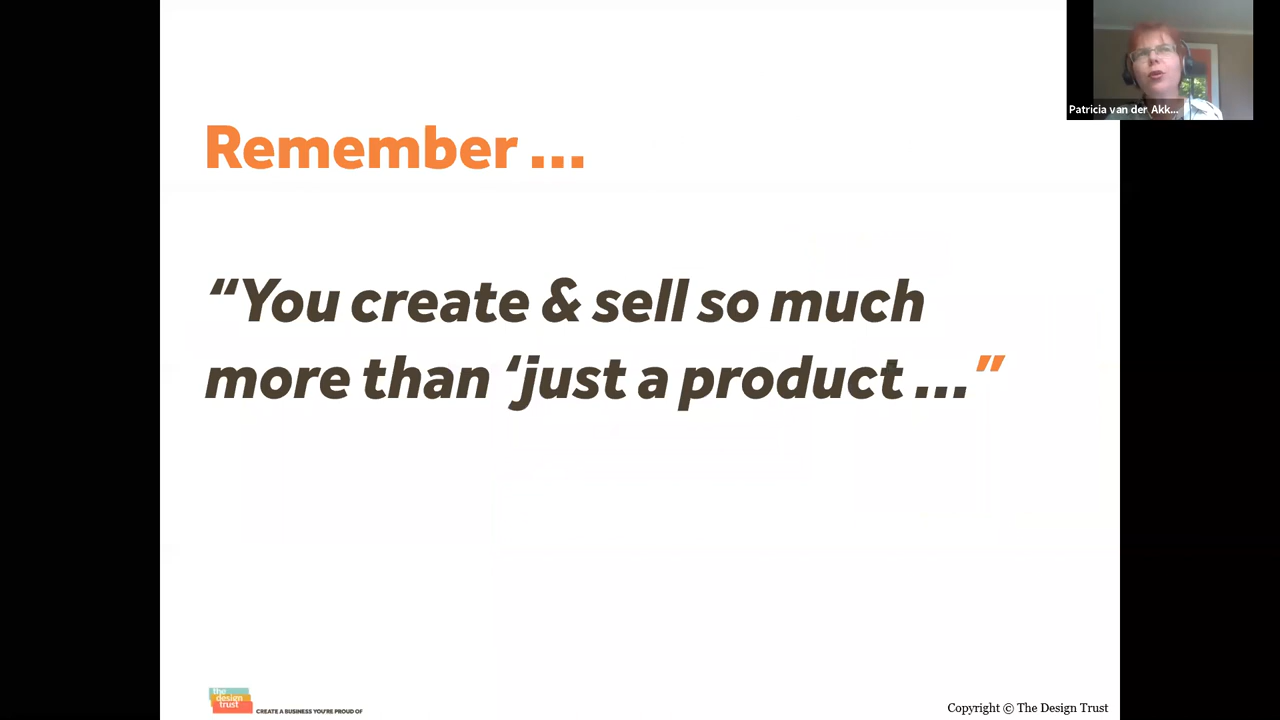 Patricia van der Akk...
Remember ...
“You create & sell so much
more than ‘just a product ...”
the
design
trust
CREATE A BUSINESS YOU'RE PROUD OF
Copyright © The Design Trust